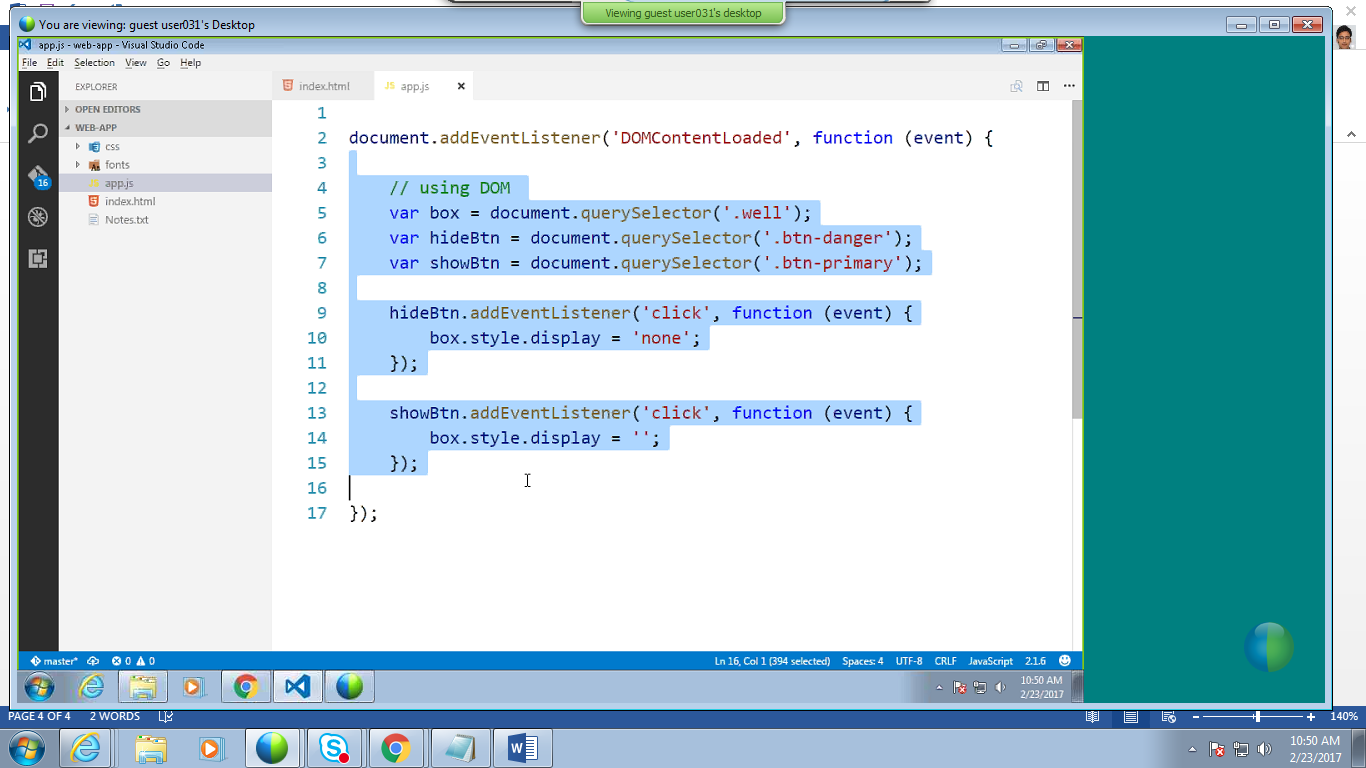 Viewing guest user031's desktop
You are viewing: guest user031's Desktop
app.js - web-app - Visual Studio Code
File Edit Selection View Go Help
EXPLORER
OPEN EDITORS
WEB-APP
css
fonts
app.js
index.html
Notes.txt
16
index.html
JS app.js
1
2 document.addEventListener('DOMContentLoaded', function (event) {
3
4 // using DOM
5 var box = document.querySelector('.well');
6 var hideBtn = document.querySelector('.btn-danger');
7 var showBtn = document.querySelector('.btn-primary');
8
9 hideBtn.addEventListener('click', function (event) {
10 box.style.display = 'none';
11 });
12
13 showBtn.addEventListener('click', function (event) {
14 box.style.display = '';
15 });
16
17 });
master* 0 0 Ln 16, Col 1 (394 selected) Spaces: 4 UTF-8 CRLF JavaScript 2.1.6
10:50 AM
2/23/2017
PAGE 4 OF 4 2 WORDS 140%
10:50 AM
2/23/2017